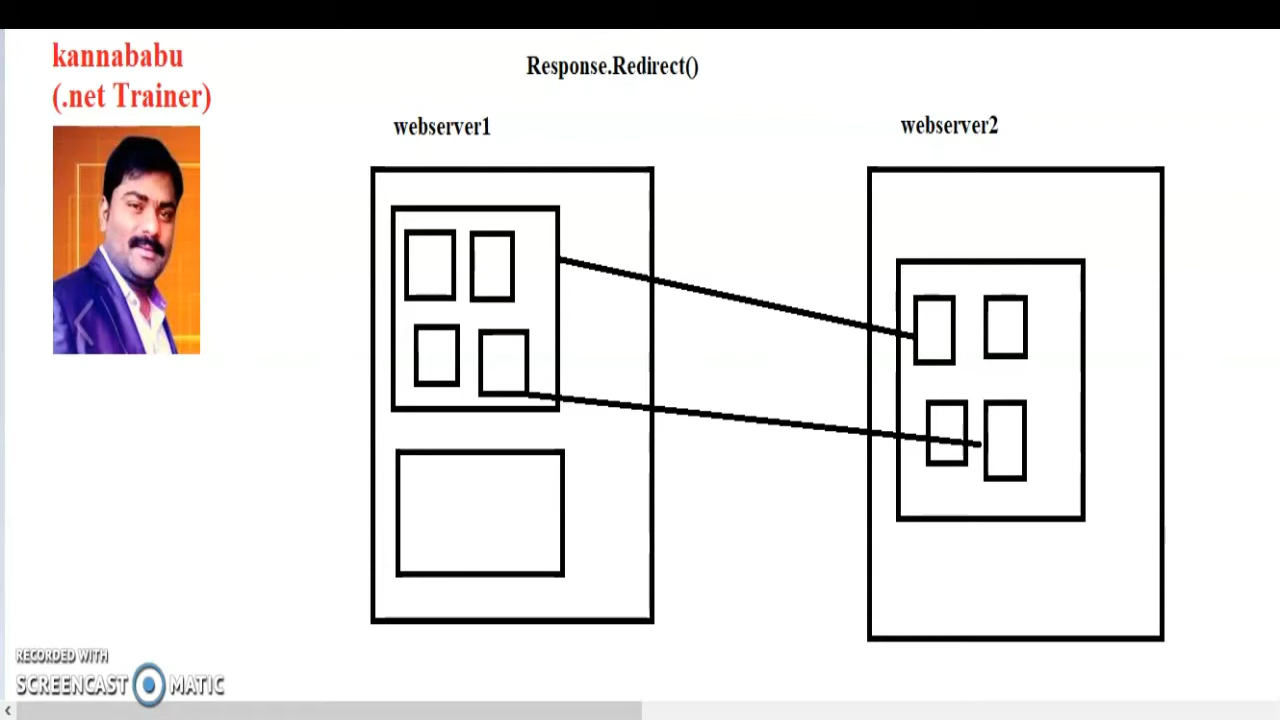 kannababu
(.net Trainer)
Response.Redirect()
webserver1
webserver2
RECORDED WITH
SCREENCAST MATIC